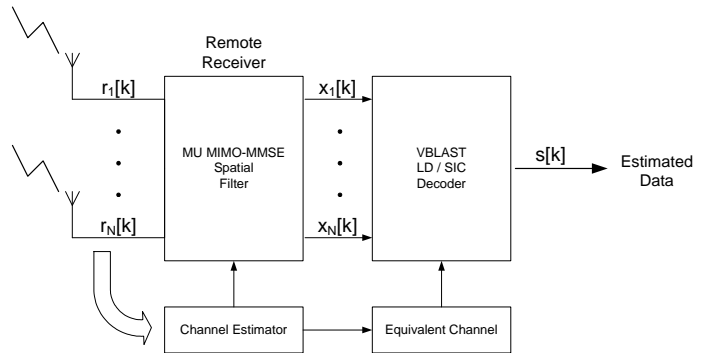 Remote
Receiver
r1[k]
x1[k]
MU MIMO-MMSE
Spatial
Filter
VBLAST
LD / SIC
Decoder
s[k]
Estimated
Data
rN[k]
xN[k]
Channel Estimator
Equivalent Channel